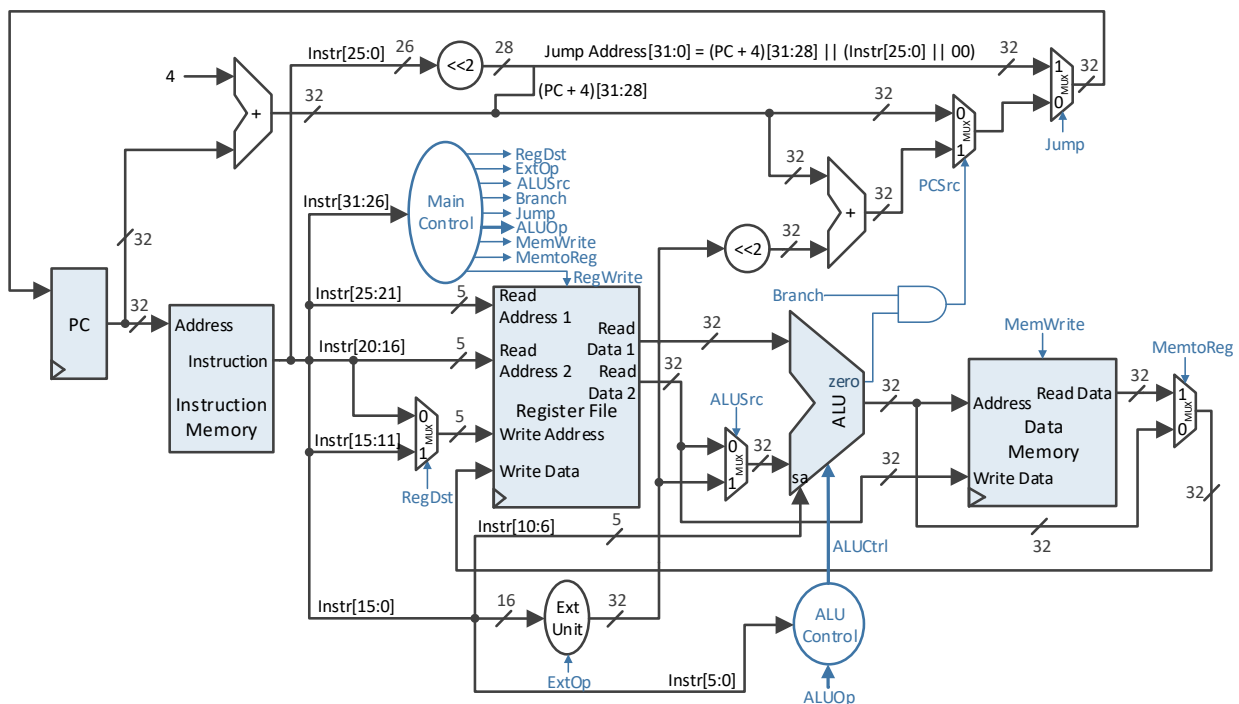 Instr[25:0]
26
<<2
28
Jump Address[31:0] = (PC + 4)[31:28] || (Instr[25:0] || 00)
32
1
MUX
0
32
Jump
4
+
32
(PC + 4)[31:28]
32
0
MUX
1
PCSrc
32
+
32
<<2
32
32
PC
32
Instr[31:26]
Main
Control
RegDst
ExtOp
ALUSrc
Branch
Jump
ALUOp
MemWrite
MemtoReg
RegWrite
Address
Instruction
Instruction
Memory
Instr[25:21]
5
Instr[20:16]
5
Instr[15:11]
0
MUX
1
5
RegDst
Read
Address 1
Read
Address 2
Read
Data 1
Read
Data 2
Register File
Write Address
Write Data
32
32
ALUSrc
0
MUX
1
32
Branch
zero
ALU
sa
32
MemWrite
Address
Read Data
Data
Memory
Write Data
32
32
32
MemtoReg
1
MUX
0
32
Instr[10:6]
5
ALUCtrl
Instr[15:0]
16
Ext
Unit
32
ExtOp
ALU
Control
Instr[5:0]
ALUOp